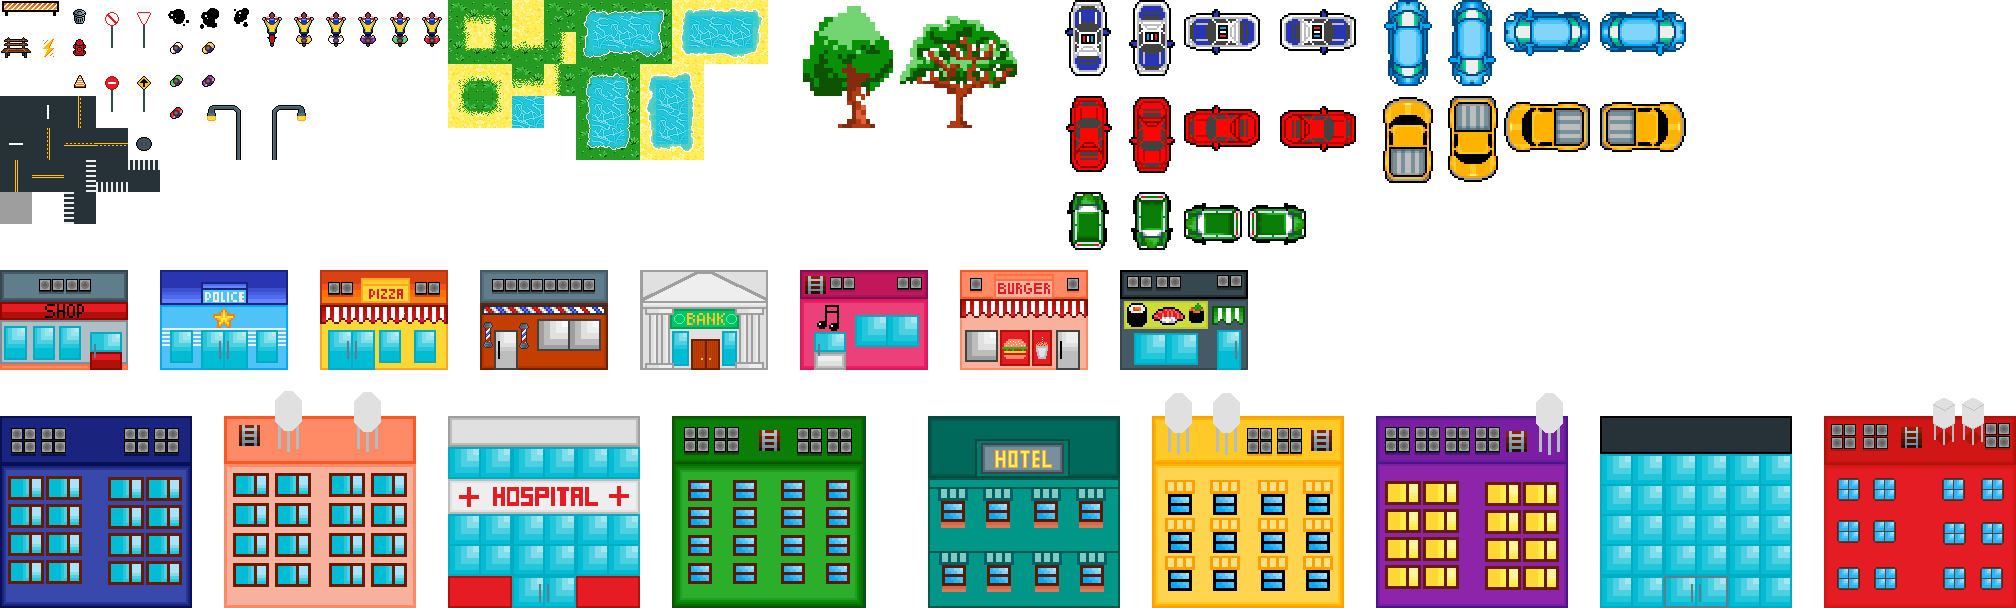 SHOP
POLICE
PIZZA
BANK
BURGER
HOSPITAL
HOTEL